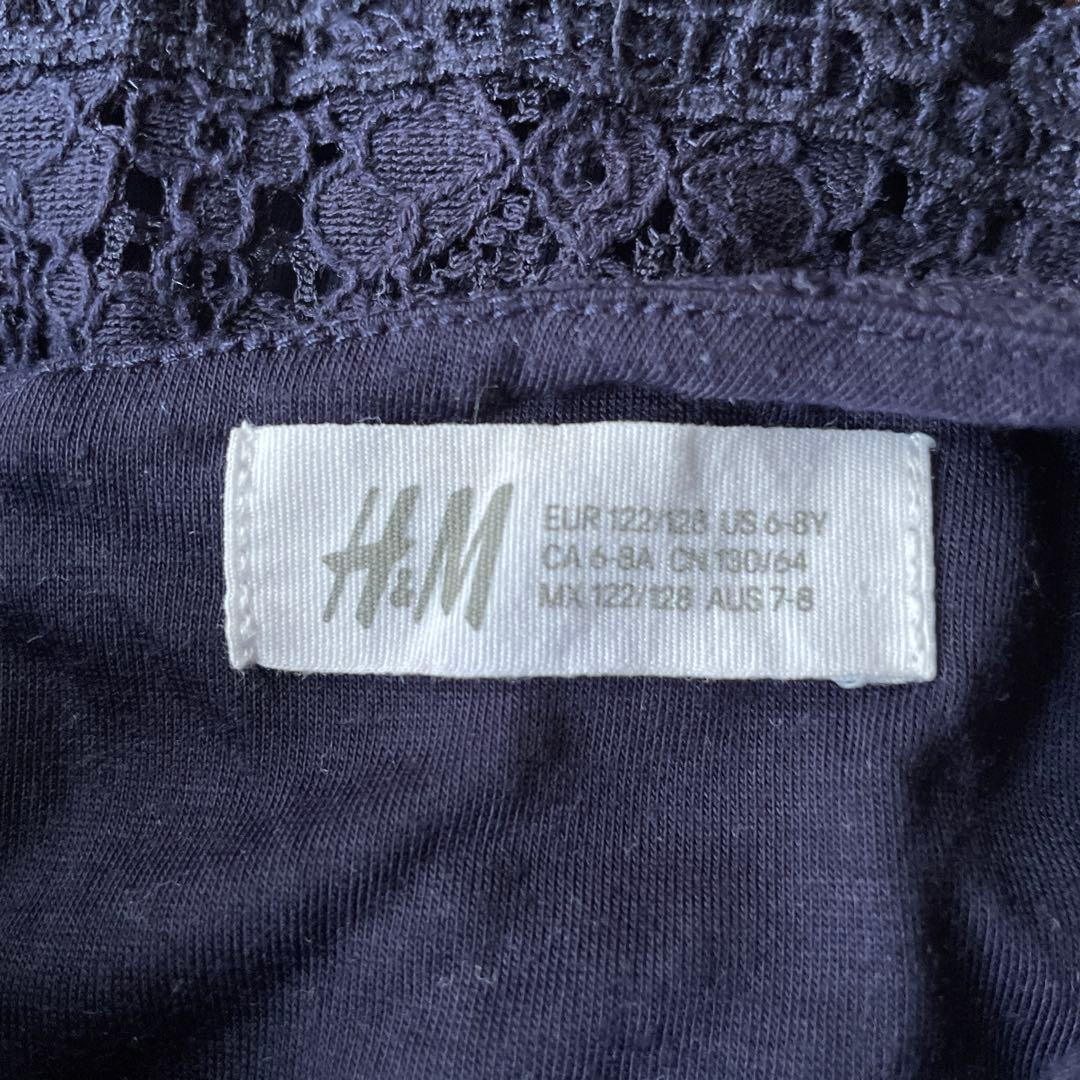 H&M
EUR 122/128 US 6-8Y
CA 6-8A CN 130/64
MX 122/128 AUS 7-8